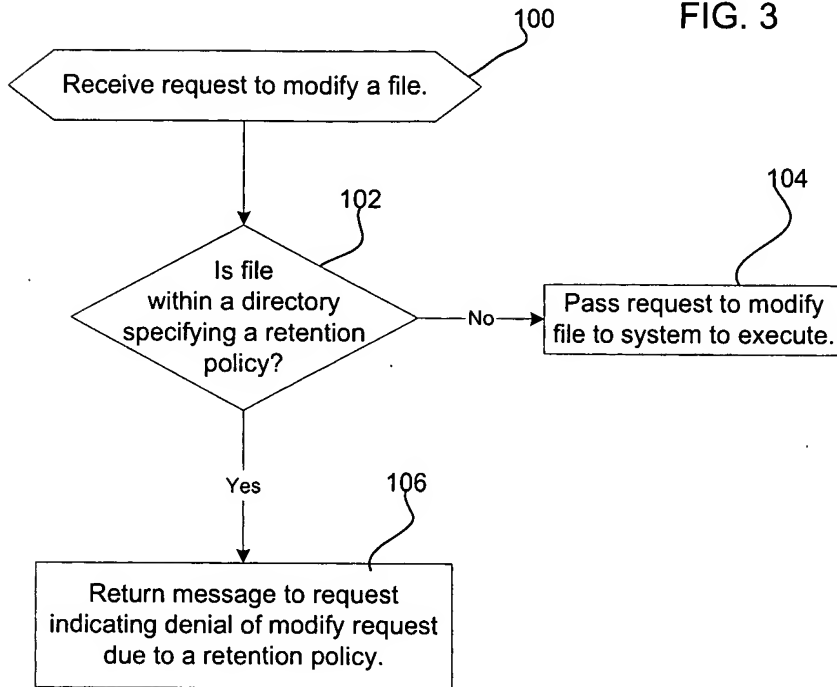 FIG. 3
100
Receive request to modify a file.
102
Is file
within a directory
specifying a retention
policy?
No
104
Pass request to modify
file to system to execute.
Yes
106
Return message to request
indicating denial of modify request
due to a retention policy.